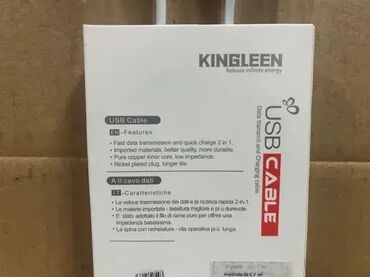 KINGLEEN
Release infinite energy
USB Cable
EN-Features
• Fast data transmission and quick charge 2 in 1.
• Imported materials, better quality, more durable.
• Pure copper inner core, low impedance.
• Nickel plated plug, longer life.
A ll cavo dati
IT-Caratteristiche
• La veloce trasmissione dei dati e la ricarica rapida 2-in 1.
• Le materie importate - tessitura migliore e pi ù durevole.
• È stato adottato il filo di rame puro per offrire una
impedenza bassissima.
• La spina con nichelatura - vita operativa pi ù lunga.
USB CABLE
Data transmit and Charging cable